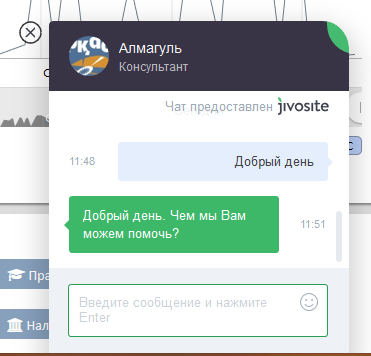 Алмагуль
Консультант
Чат предоставлен jivosite
11:48
Добрый день
Добрый день. Чем мы Вам
можем помочь?
11:51
Введите сообщение и нажмите
Enter
Пра
Нал